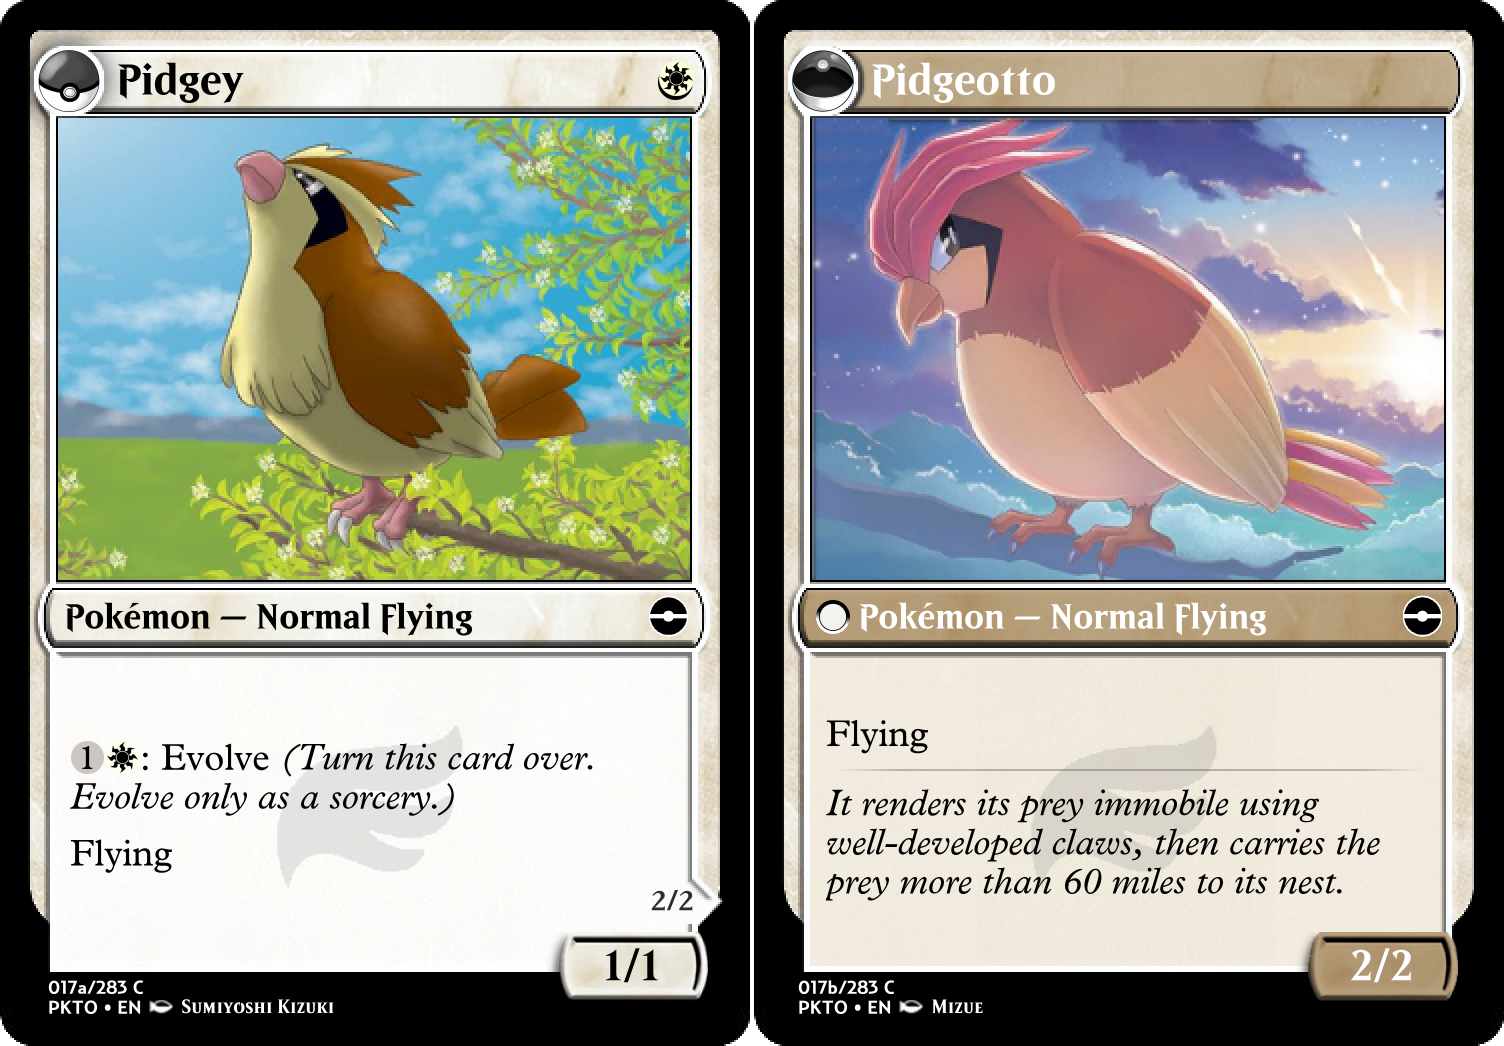 Pidgey
Pokémon — Normal Flying
1 : Evolve (Turn this card over.
Evolve only as a sorcery.)
Flying
2/2
1/1
017a/283 C
PKTO • EN SUMIYOSHI KIZUKI
Pidgeotto
Pokémon — Normal Flying
Flying
It renders its prey immobile using
well-developed claws, then carries the
prey more than 60 miles to its nest.
2/2
017b/283 C
PKTO • EN MIZUE